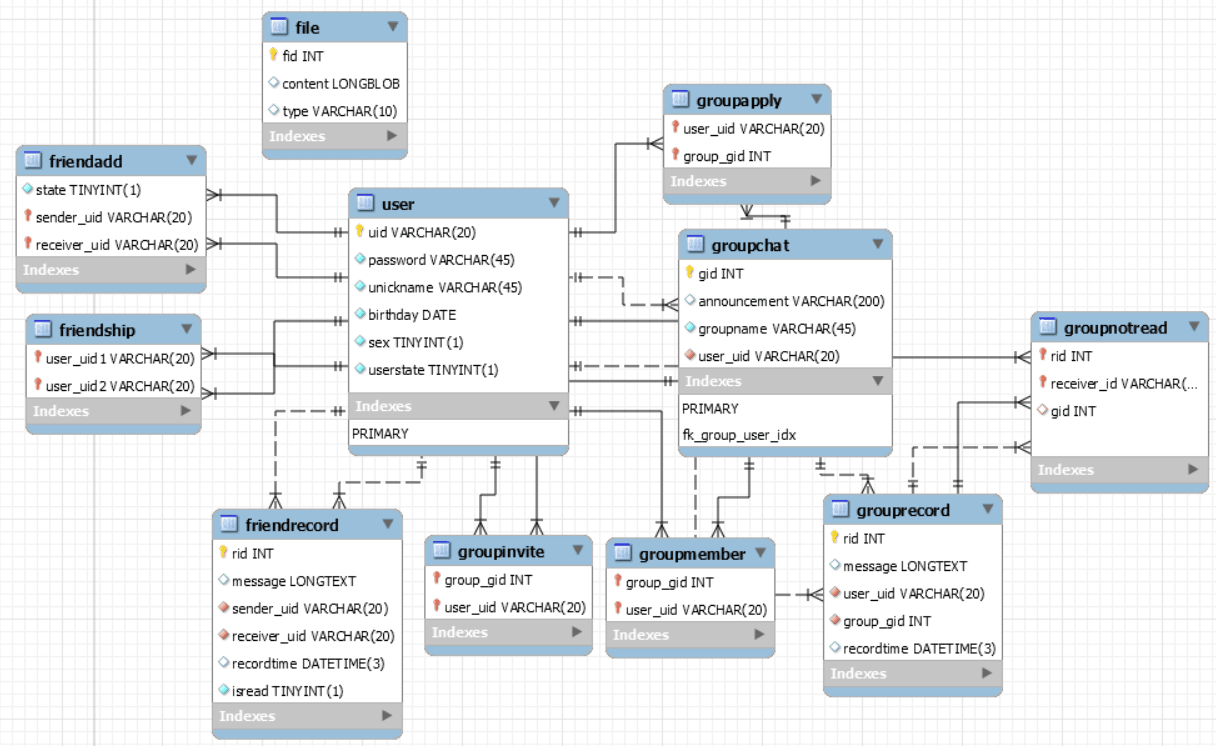 file
fid INT
content LONGBLOB
type VARCHAR(10)
Indexes
groupapply
user_uid VARCHAR(20)
group_gid INT
Indexes
friendadd
state TINYINT(1)
sender_uid VARCHAR(20)
receiver_uid VARCHAR(20)
Indexes
user
uid VARCHAR(20)
password VARCHAR(45)
unickname VARCHAR(45)
birthday DATE
sex TINYINT(1)
userstate TINYINT(1)
Indexes
PRIMARY
groupchat
gid INT
announcement VARCHAR(200)
groupname VARCHAR(45)
user_uid VARCHAR(20)
Indexes
PRIMARY
fk_group_user_idx
friendship
user_uid1 VARCHAR(20)
user_uid2 VARCHAR(20)
Indexes
groupnotread
rid INT
receiver_id VARCHAR(...
gid INT
Indexes
friendrecord
rid INT
message LONGTEXT
sender_uid VARCHAR(20)
receiver_uid VARCHAR(20)
recordtime DATETIME(3)
isread TINYINT(1)
Indexes
groupinvite
group_gid INT
user_uid VARCHAR(20)
Indexes
groupmember
group_gid INT
user_uid VARCHAR(20)
Indexes
grouprecord
rid INT
message LONGTEXT
user_uid VARCHAR(20)
group_gid INT
recordtime DATETIME(3)
Indexes